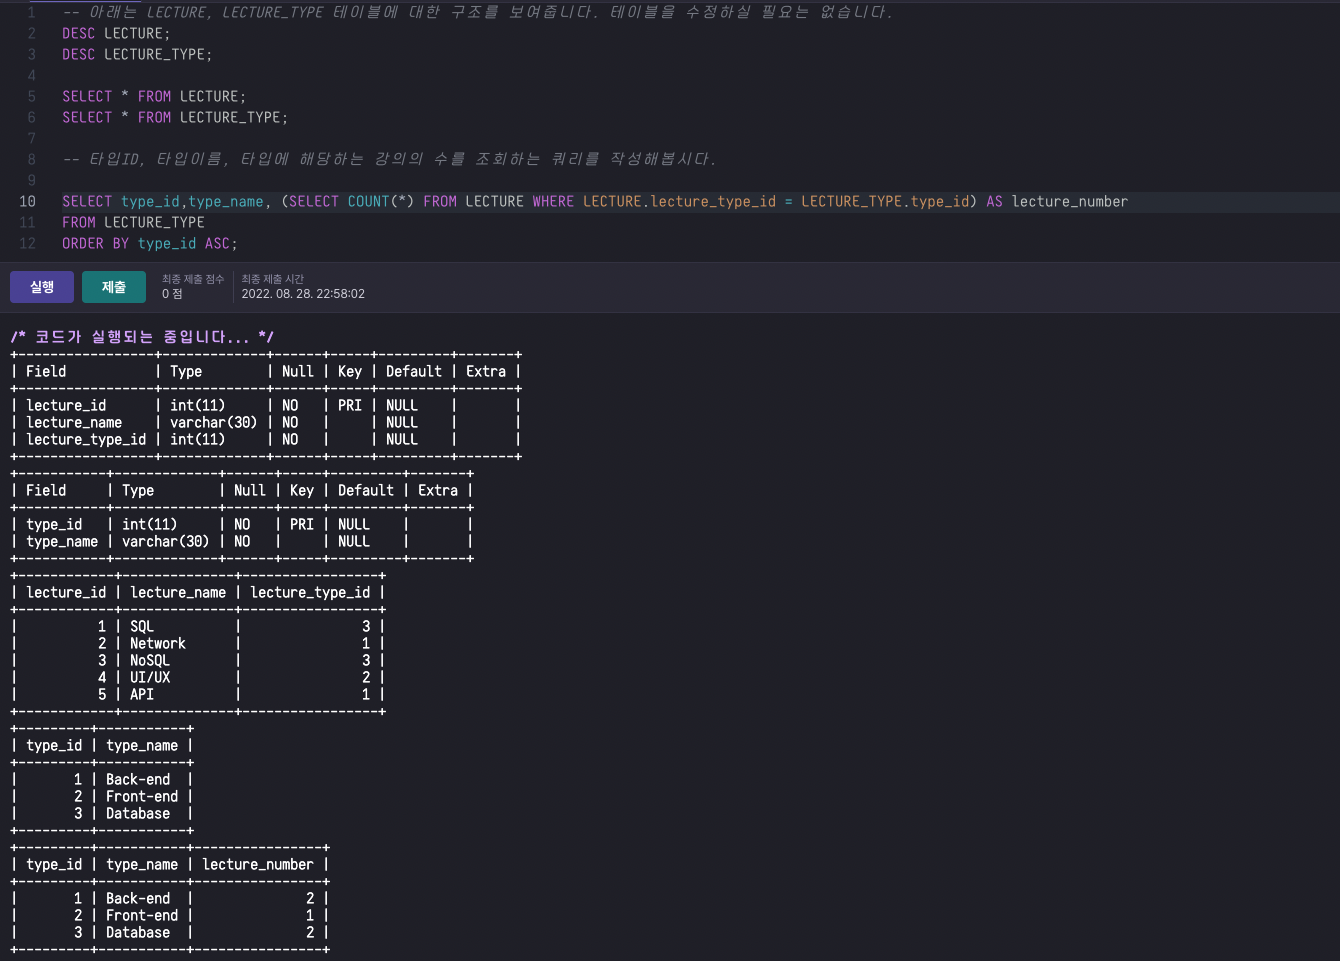 1 -- 아래는 LECTURE, LECTURE_TYPE 테이블에 대한 구조를 보여줍니다. 테이블을 수정하실 필요는 없습니다.
2 DESC LECTURE;
3 DESC LECTURE_TYPE;
4
5 SELECT * FROM LECTURE;
6 SELECT * FROM LECTURE_TYPE;
7
8 -- 타입ID, 타입이름, 타입에 해당하는 강의의 수를 조회하는 쿼리를 작성해봅시다.
9
10 SELECT type_id,type_name, (SELECT COUNT(*) FROM LECTURE WHERE LECTURE.lecture_type_id = LECTURE_TYPE.type_id) AS lecture_number
11 FROM LECTURE_TYPE
12 ORDER BY type_id ASC;
실행 제출 최종 제출 점수 최종 제출 시간
0 점 2022. 08. 28. 22:58:02
/* 코드가 실행되는 중입니다... */
+-----------------+-------------+------+-----+---------+-------+
| Field           | Type        | Null | Key | Default | Extra |
+-----------------+-------------+------+-----+---------+-------+
| lecture_id      | int(11)     | NO   | PRI | NULL    |       |
| lecture_name    | varchar(30) | NO   |     | NULL    |       |
| lecture_type_id | int(11)     | NO   |     | NULL    |       |
+-----------------+-------------+------+-----+---------+-------+
+-----------+-------------+------+-----+---------+-------+
| Field     | Type        | Null | Key | Default | Extra |
+-----------+-------------+------+-----+---------+-------+
| type_id   | int(11)     | NO   | PRI | NULL    |       |
| type_name | varchar(30) | NO   |     | NULL    |       |
+-----------+-------------+------+-----+---------+-------+
+------------+--------------+-----------------+
| lecture_id | lecture_name | lecture_type_id |
+------------+--------------+-----------------+
|          1 | SQL          |               3 |
|          2 | Network      |               1 |
|          3 | NoSQL        |               3 |
|          4 | UI/UX        |               2 |
|          5 | API          |               1 |
+------------+--------------+-----------------+
+---------+-----------+
| type_id | type_name |
+---------+-----------+
|       1 | Back-end  |
|       2 | Front-end |
|       3 | Database  |
+---------+-----------+
+---------+-----------+----------------+
| type_id | type_name | lecture_number |
+---------+-----------+----------------+
|       1 | Back-end  |              2 |
|       2 | Front-end |              1 |
|       3 | Database  |              2 |
+---------+-----------+----------------+